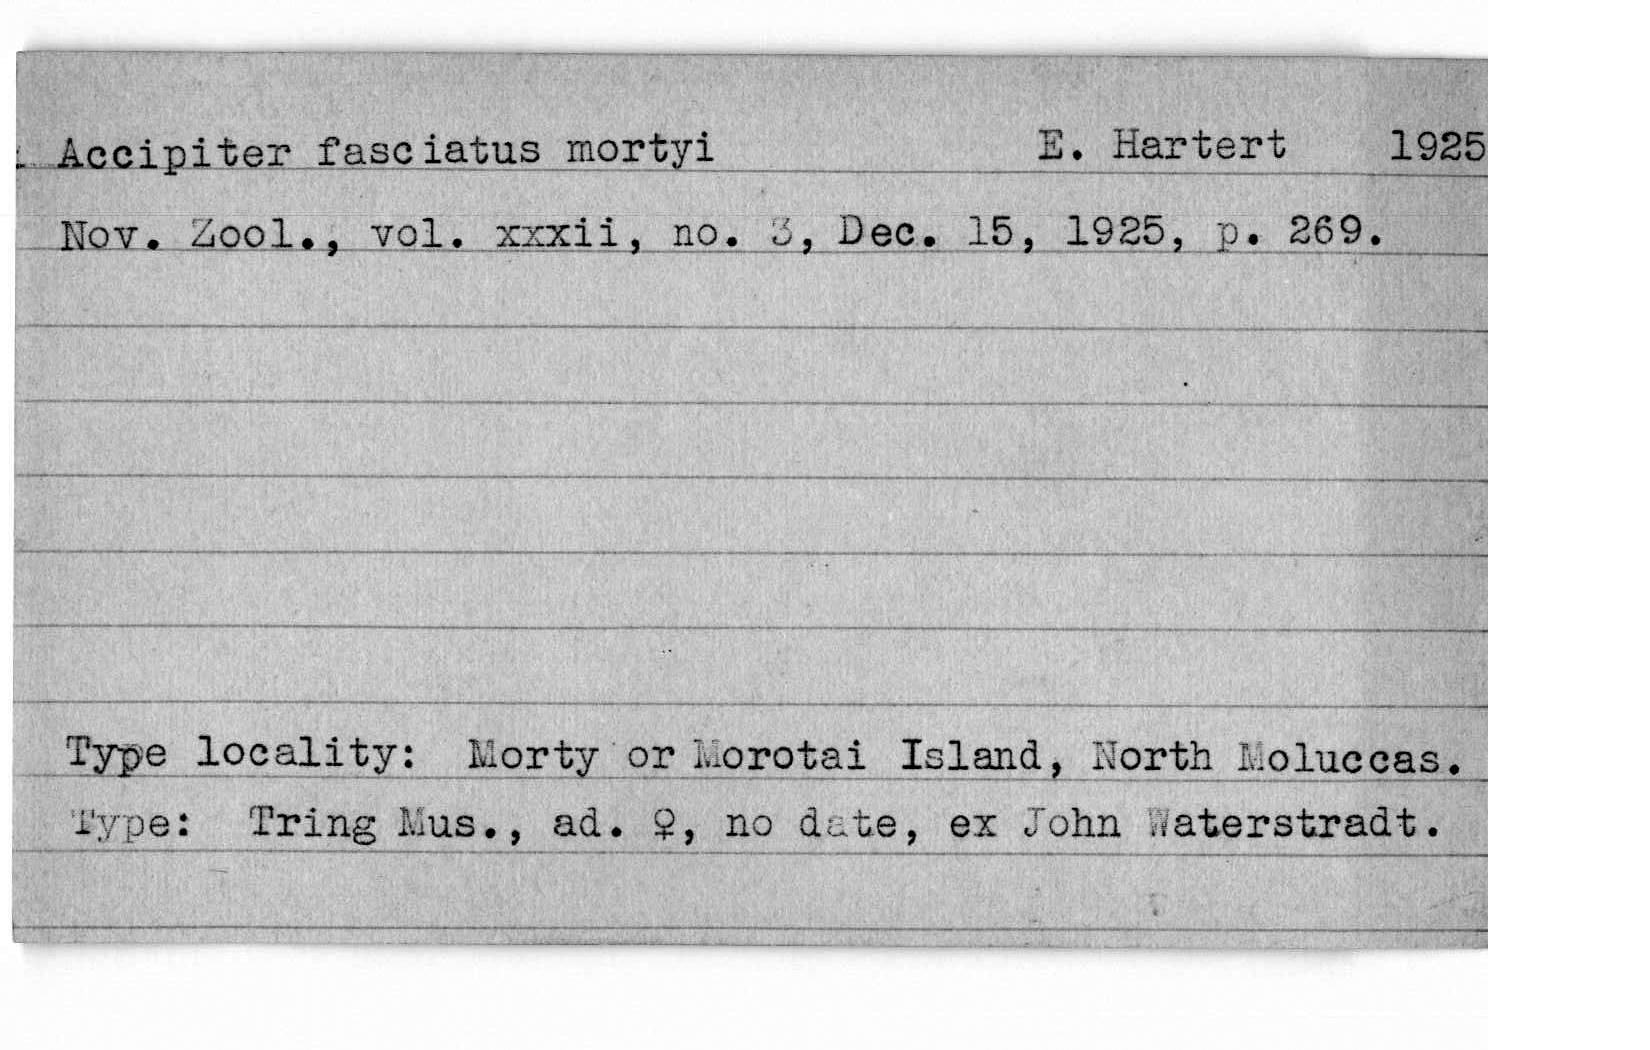 Accipiter fasciatus mortyi E. Hartert 1925
Nov. Zool., vol. xxxii, no. 3, Dec. 15, 1925, p. 269.
Type locality: Morty or Morotai Island, North Moluccas.
Type: Tring Mus., ad. ♀, no date, ex John Waterstradt.